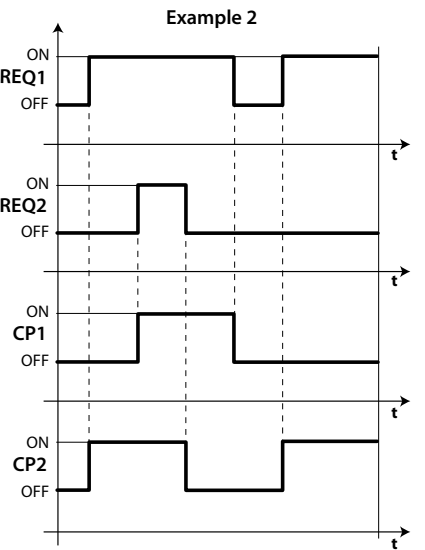 Example 2
ON
REQ1
OFF
t
ON
REQ2
OFF
t
ON
CP1
OFF
t
ON
CP2
OFF
t